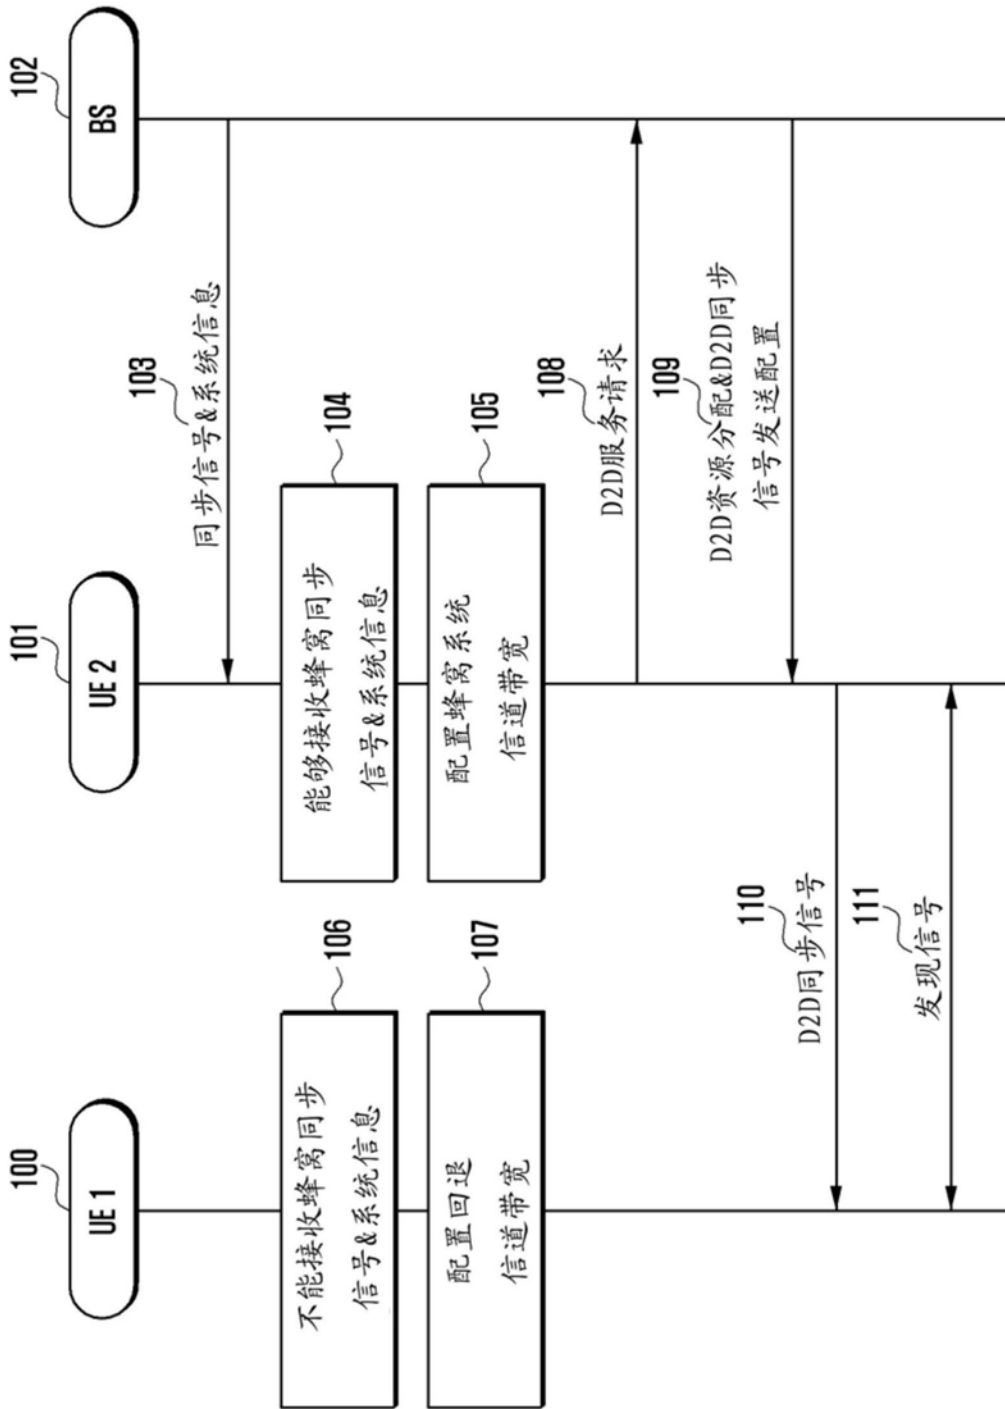 100
UE 1
101
UE 2
102
BS
103
同步信号&系统信息
106
不能接收蜂窝同步
信号&系统信息
104
能够接收蜂窝同步
信号&系统信息
107
配置回退
信道带宽
105
配置蜂窝系统
信道带宽
108
D2D服务请求
109
D2D资源分配&D2D同步
信号发送配置
110
D2D同步信号
111
发现信号